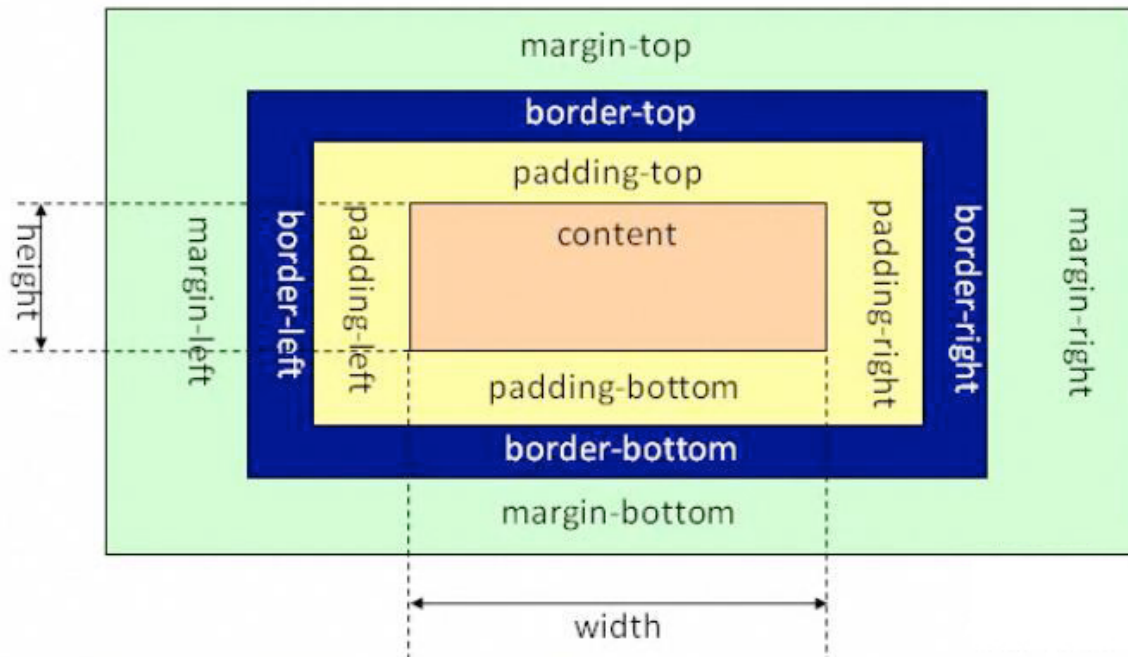 margin-top
border-top
padding-top
height
margin-left
border-left
padding-left
content
padding-right
border-right
margin-right
padding-bottom
border-bottom
margin-bottom
width